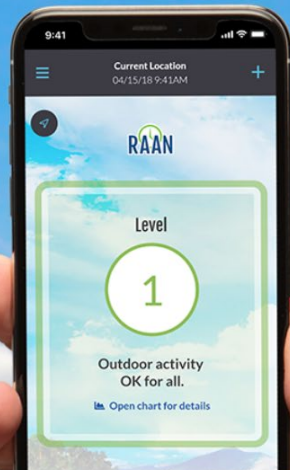 9:41
Current Location
04/15/18 9:41AM
RAAN
Level
1
Outdoor activity
OK for all.
Open chart for details